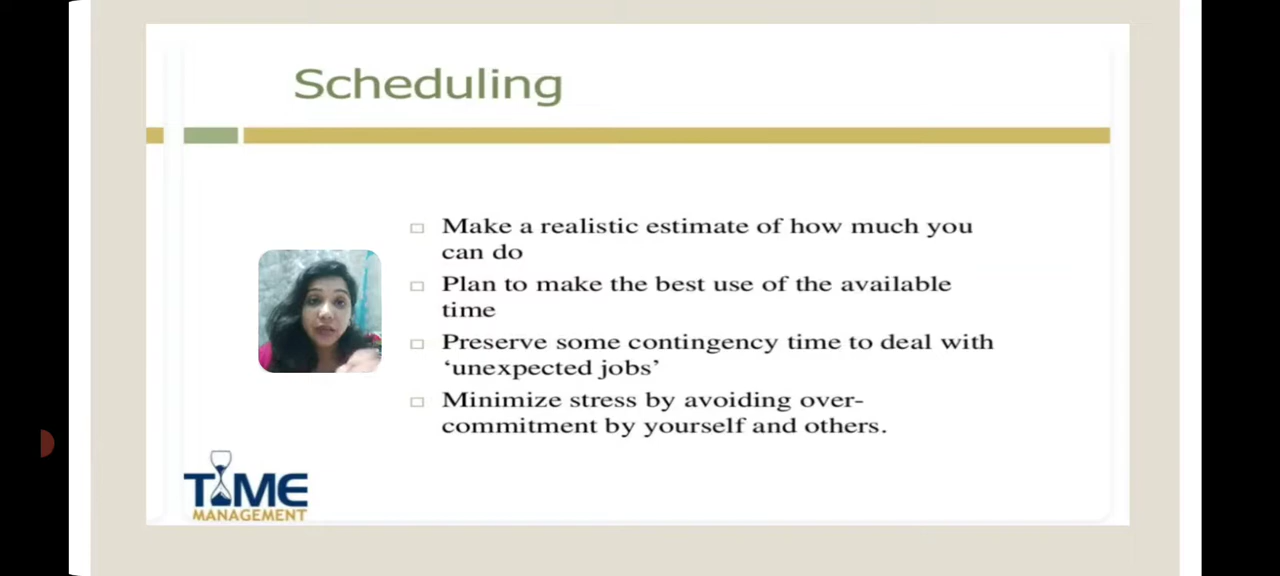 Scheduling
Make a realistic estimate of how much you
can do
Plan to make the best use of the available
time
Preserve some contingency time to deal with
‘unexpected jobs’
Minimize stress by avoiding over-
commitment by yourself and others.
TIME
MANAGEMENT